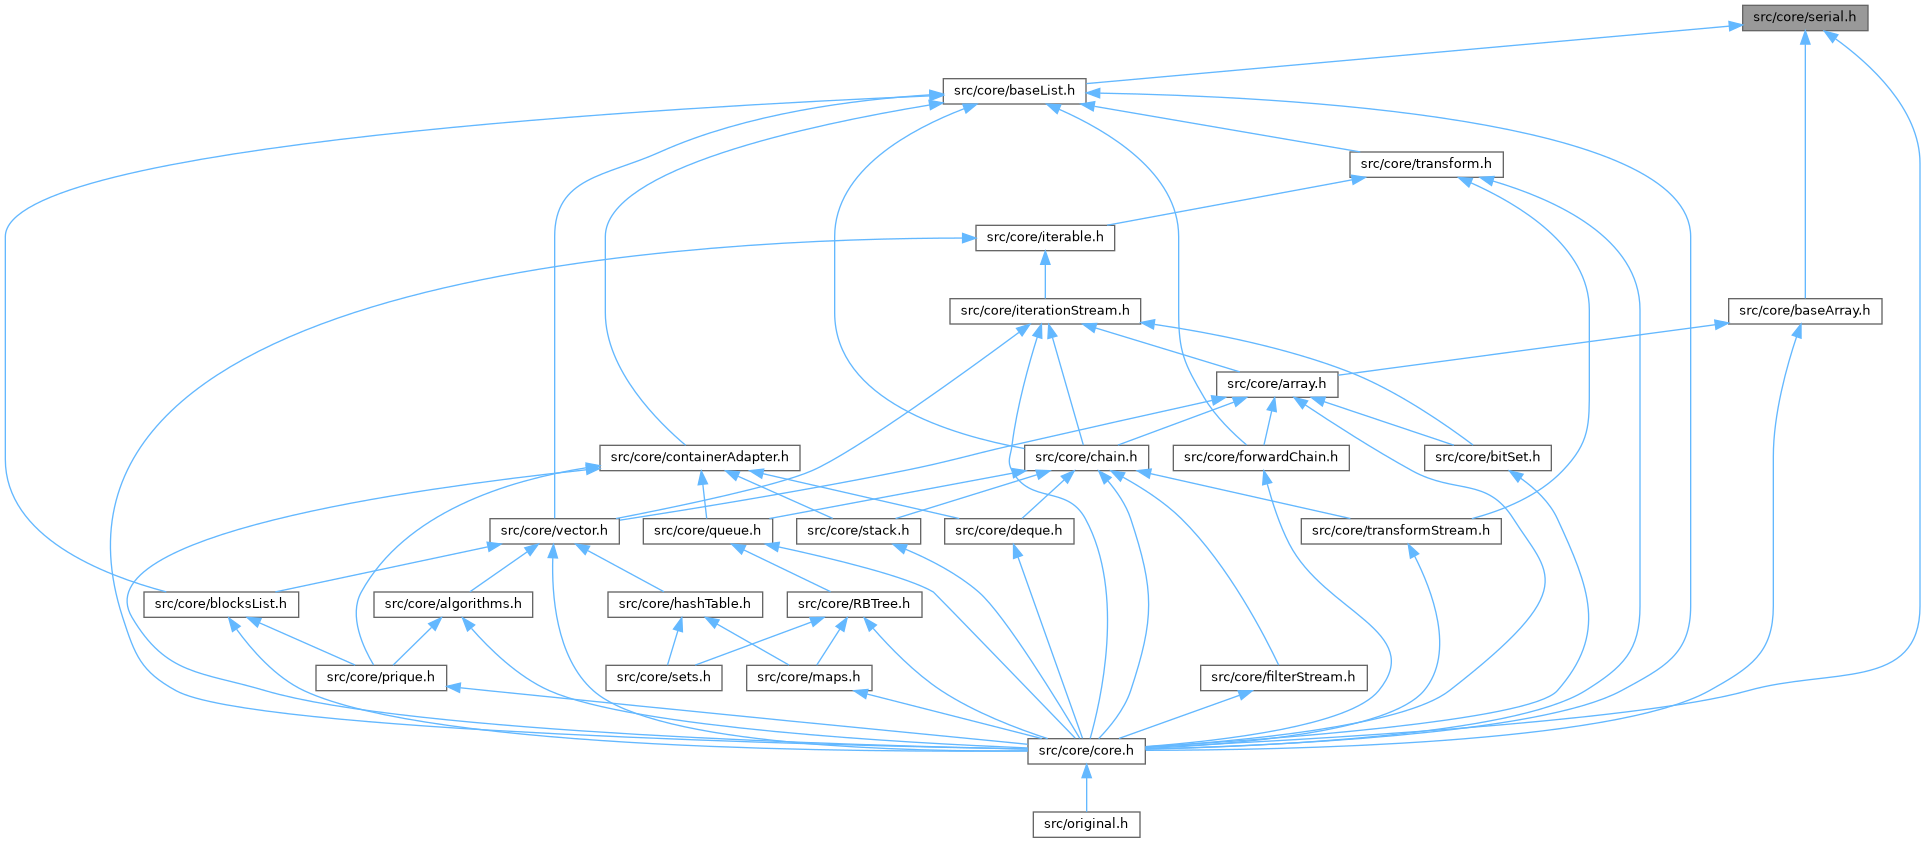 src/core/serial.h
src/core/baseList.h
src/core/transform.h
src/core/iterable.h
src/core/iterationStream.h
src/core/baseArray.h
src/core/array.h
src/core/containerAdapter.h
src/core/chain.h
src/core/forwardChain.h
src/core/bitSet.h
src/core/vector.h
src/core/queue.h
src/core/stack.h
src/core/deque.h
src/core/transformStream.h
src/core/blocksList.h
src/core/algorithms.h
src/core/hashTable.h
src/core/RBTree.h
src/core/prique.h
src/core/sets.h
src/core/maps.h
src/core/filterStream.h
src/core/core.h
src/original.h